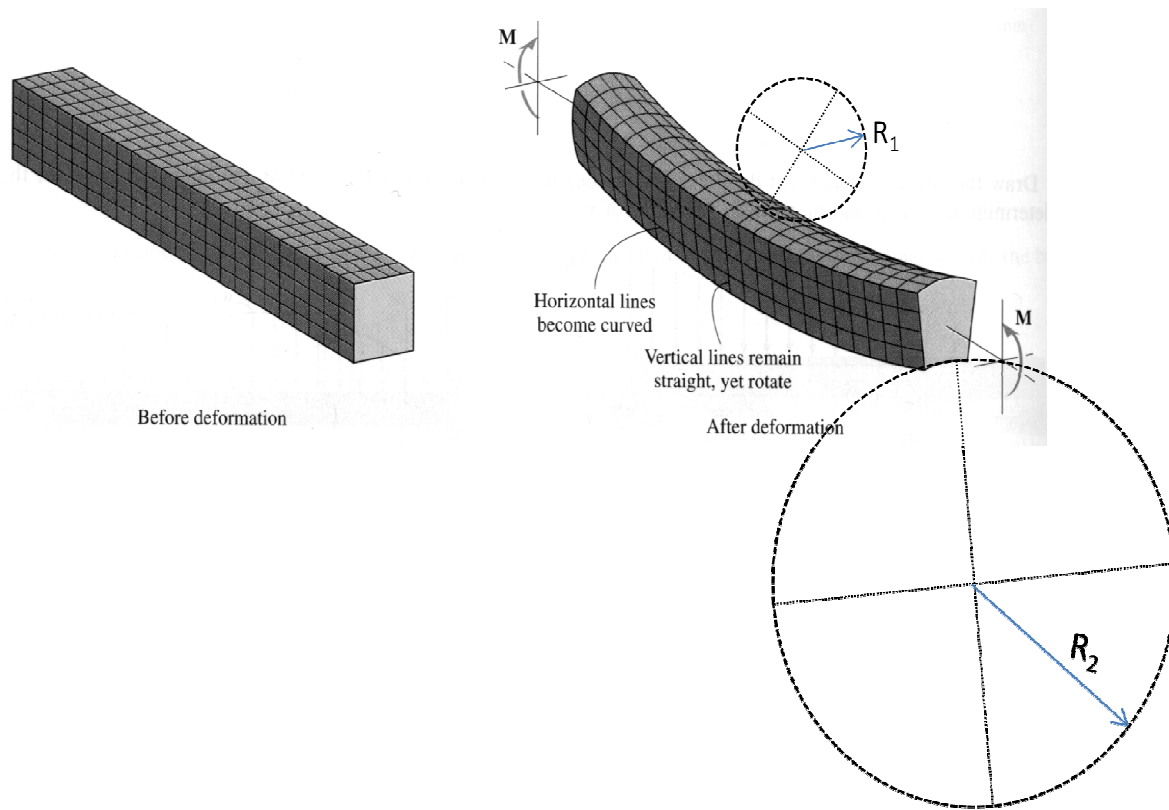 M
R₁
Horizontal lines
become curved
Vertical lines remain
straight, yet rotate
M
Before deformation
After deformation
R₂